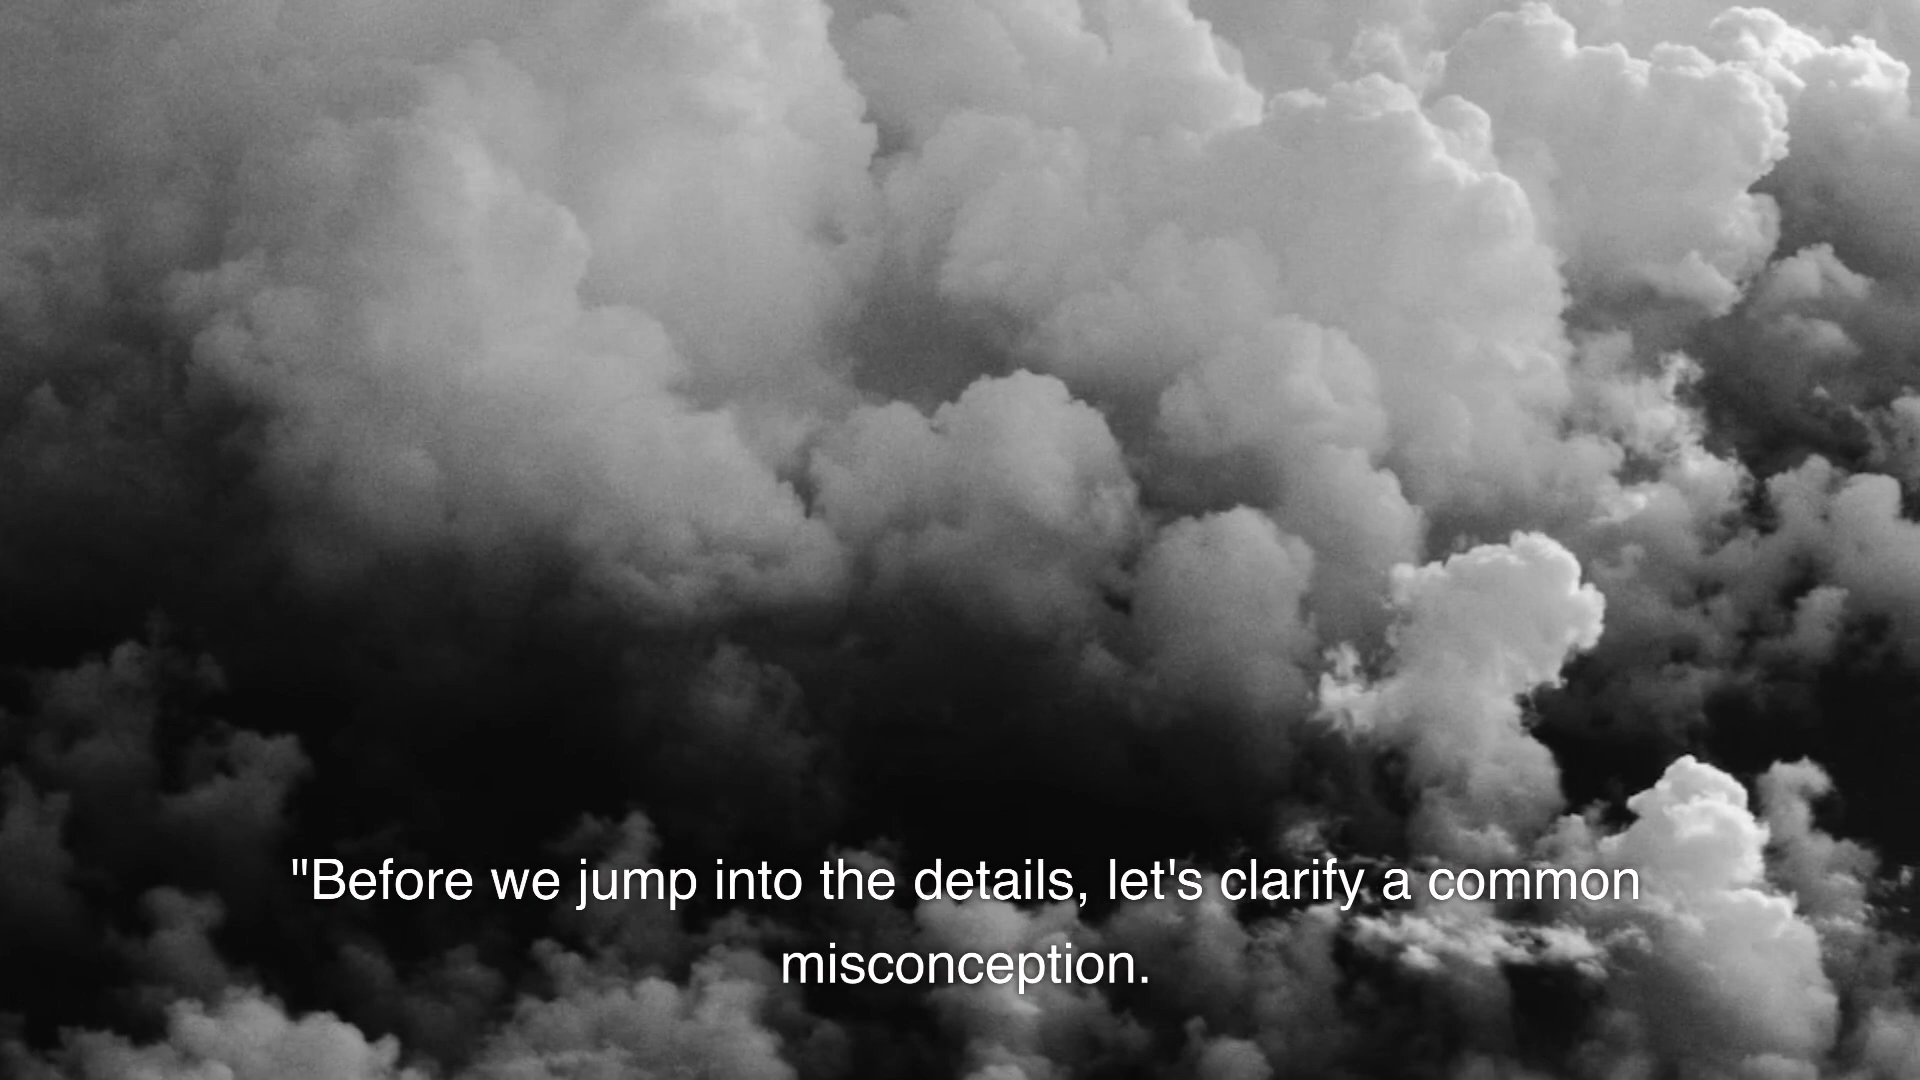 "Before we jump into the details, let's clarify a common
misconception.